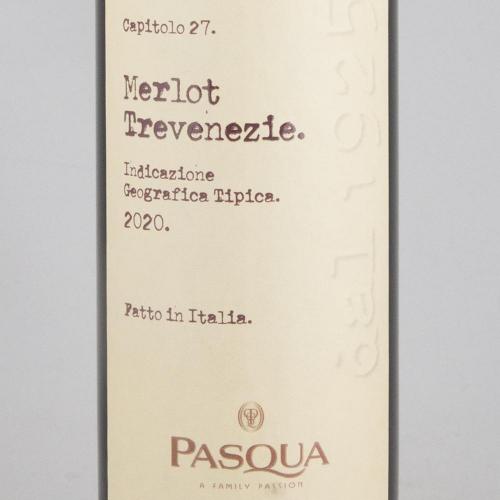 Capitolo 27.
Merlot
Trevenezie.
Indicazione
Geografica Tipica.
2020.
Fatto in Italia.
PASQUA
A FAMILY PASSION